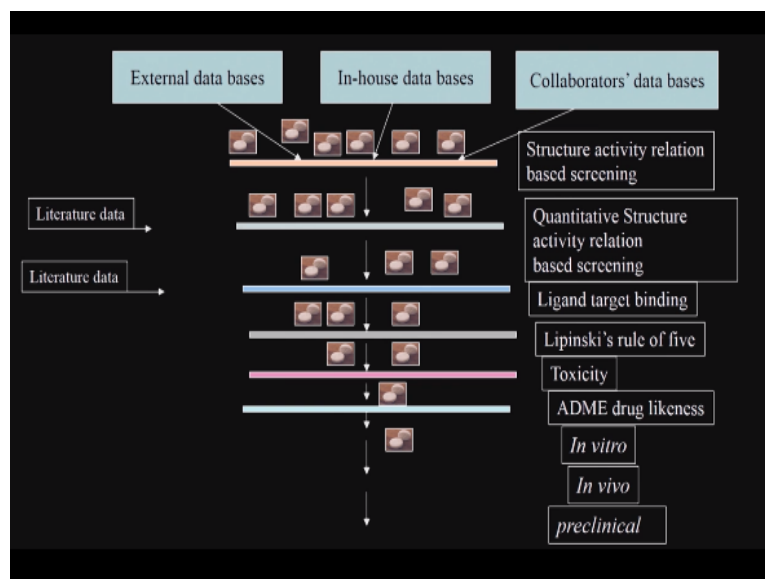 External data bases
In-house data bases
Collaborators' data bases
Structure activity relation
based screening
Literature data
Quantitative Structure
activity relation
based screening
Literature data
Ligand target binding
Lipinski's rule of five
Toxicity
ADME drug likeness
In vitro
In vivo
preclinical